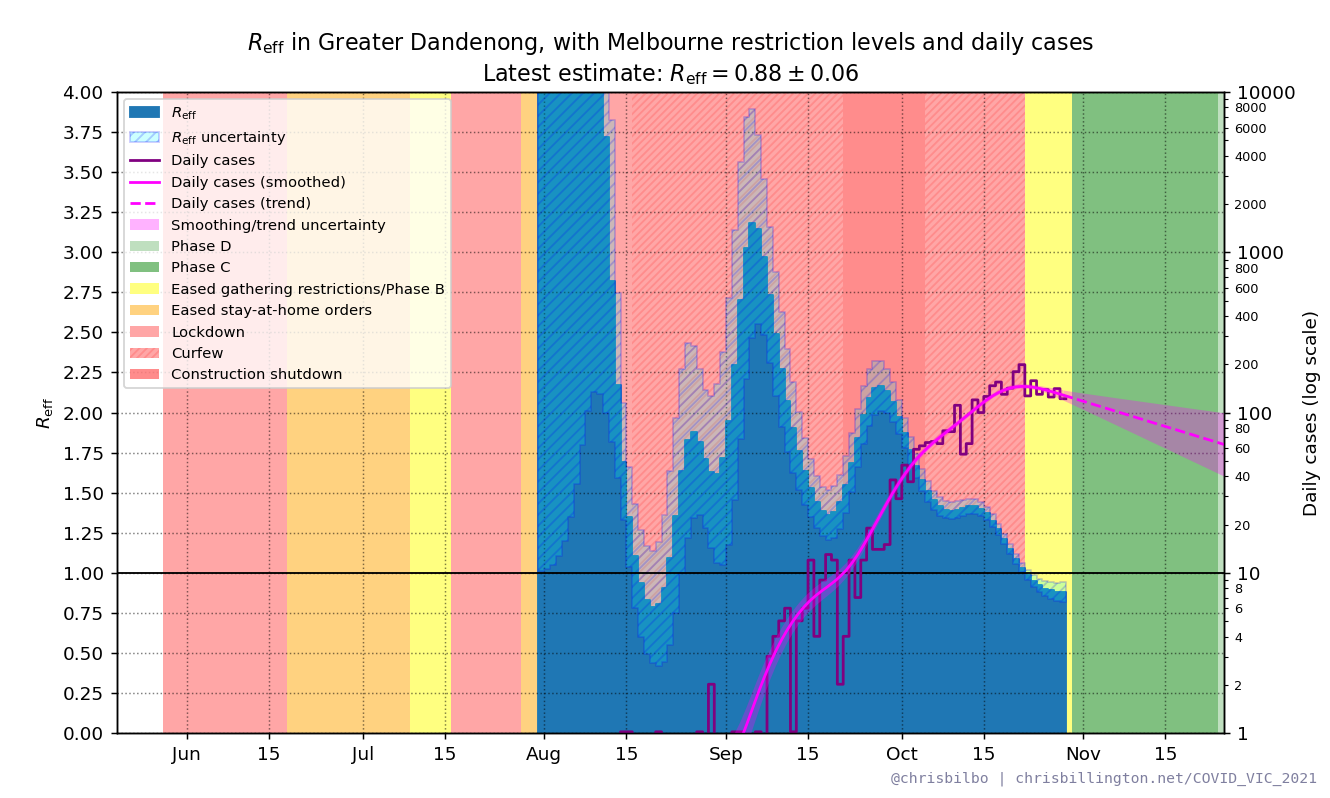 Reff in Greater Dandenong, with Melbourne restriction levels and daily cases
Latest estimate: Reff = 0.88 ± 0.06
Reff
Reff uncertainty
Daily cases
Daily cases (smoothed)
Daily cases (trend)
Smoothing/trend uncertainty
Phase D
Phase C
Eased gathering restrictions/Phase B
Eased stay-at-home orders
Lockdown
Curfew
Construction shutdown
Reff
4.00
3.75
3.50
3.25
3.00
2.75
2.50
2.25
2.00
1.75
1.50
1.25
1.00
0.75
0.50
0.25
0.00
10000
8000
6000
4000
2000
1000
800
600
400
200
100
80
60
40
20
10
8
6
4
2
1
Daily cases (log scale)
Jun 15 Jul 15 Aug 15 Sep 15 Oct 15 Nov 15
@chrisbilbo | chrisbillington.net/COVID_VIC_2021